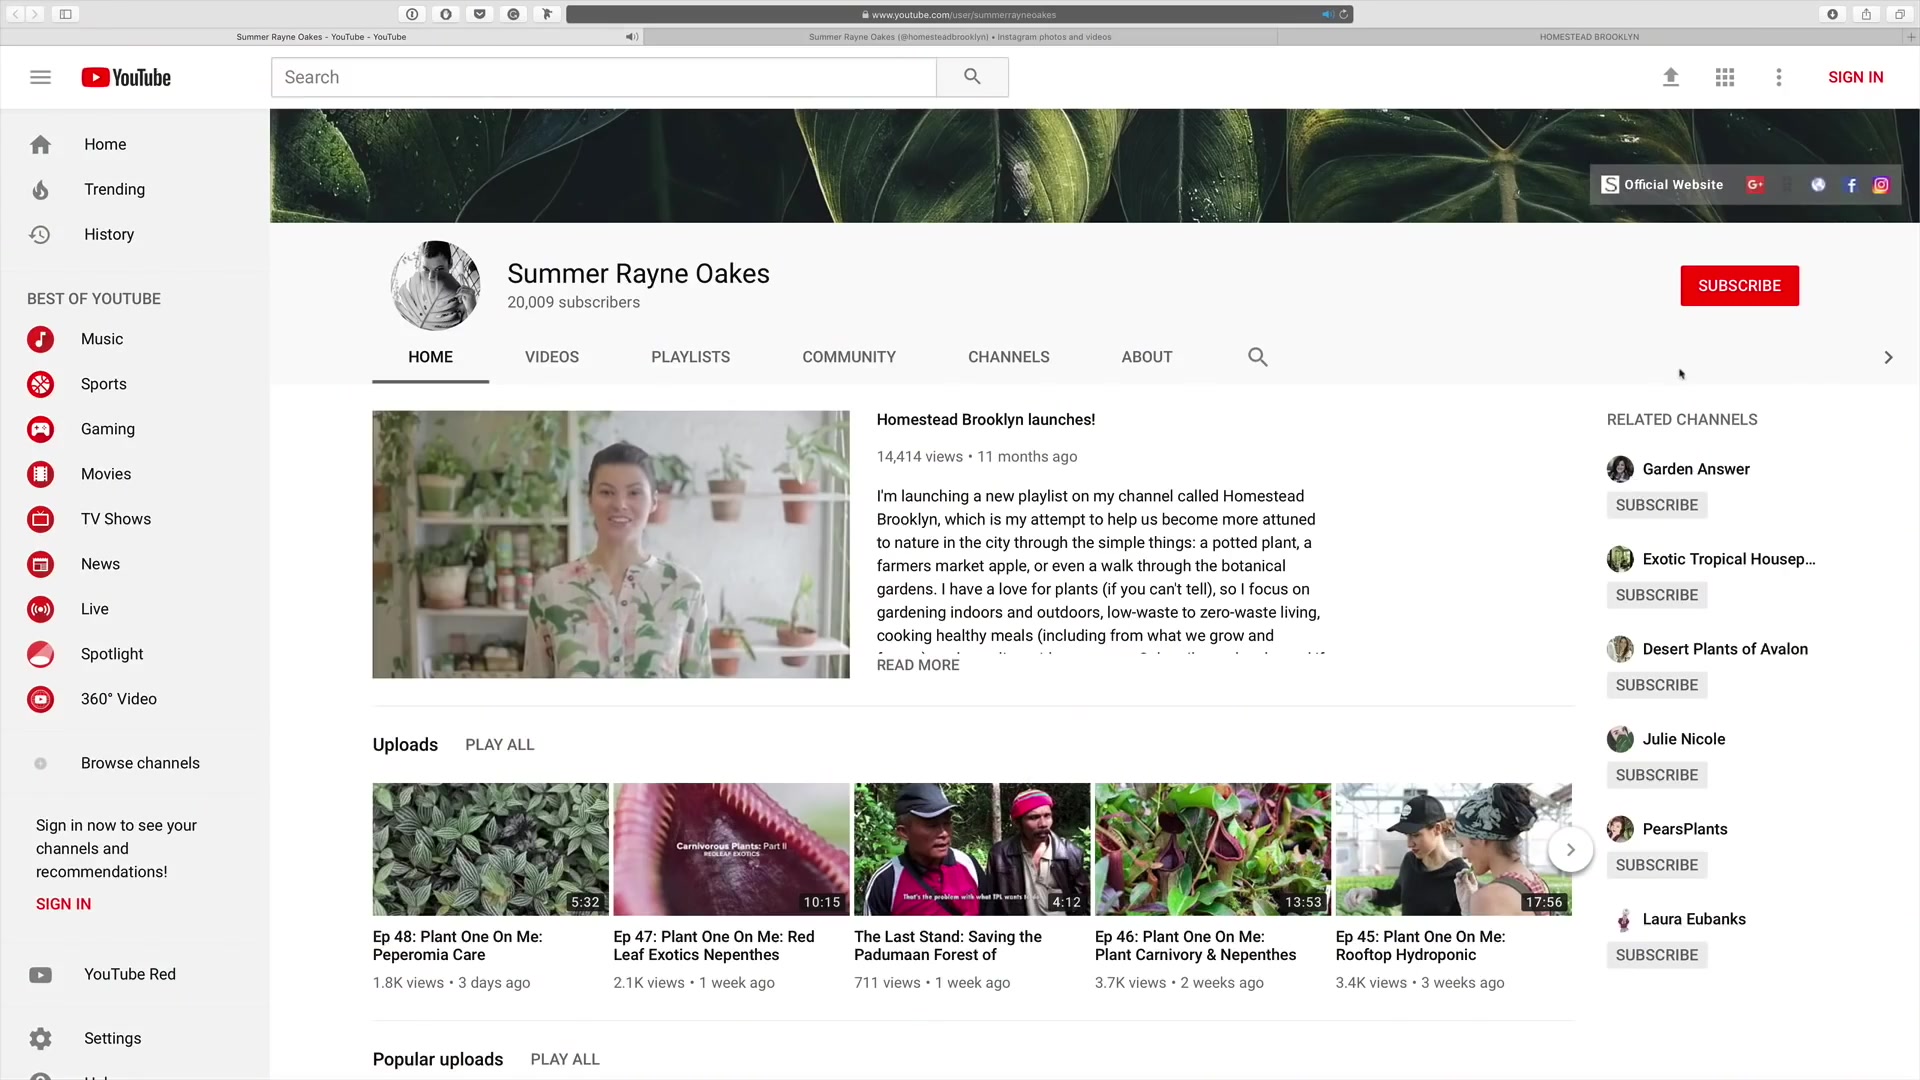 www.youtube.com/user/summerrayneoakes
Summer Rayne Oakes - YouTube - YouTube
Summer Rayne Oakes (@homesteadbrooklyn) • Instagram photos and videos
HOMESTEAD BROOKLYN
YouTube
Search
SIGN IN
Home
Trending
History
BEST OF YOUTUBE
Music
Sports
Gaming
Movies
TV Shows
News
Live
Spotlight
360° Video
Browse channels
Sign in now to see your
channels and
recommendations!
SIGN IN
YouTube Red
Settings
Official Website
G+
Summer Rayne Oakes
20,009 subscribers
SUBSCRIBE
HOME VIDEOS PLAYLISTS COMMUNITY CHANNELS ABOUT
Homestead Brooklyn launches!
14,414 views • 11 months ago
I'm launching a new playlist on my channel called Homestead
Brooklyn, which is my attempt to help us become more attuned
to nature in the city through the simple things: a potted plant, a
farmers market apple, or even a walk through the botanical
gardens. I have a love for plants (if you can't tell), so I focus on
gardening indoors and outdoors, low-waste to zero-waste living,
cooking healthy meals (including from what we grow and
READ MORE
Uploads PLAY ALL
Carnivorous Plants: Part II
REDLEAF EXOTICS
That's the problem with what TPL wants
5:32
10:15
4:12
13:53
17:56
Ep 48: Plant One On Me:
Peperomia Care
1.8K views • 3 days ago
Ep 47: Plant One On Me: Red
Leaf Exotics Nepenthes
2.1K views • 1 week ago
The Last Stand: Saving the
Padumaan Forest of
711 views • 1 week ago
Ep 46: Plant One On Me:
Plant Carnivory & Nepenthes
3.7K views • 2 weeks ago
Ep 45: Plant One On Me:
Rooftop Hydroponic
3.4K views • 3 weeks ago
Popular uploads PLAY ALL
RELATED CHANNELS
Garden Answer
SUBSCRIBE
Exotic Tropical Housep...
SUBSCRIBE
Desert Plants of Avalon
SUBSCRIBE
Julie Nicole
SUBSCRIBE
PearsPlants
SUBSCRIBE
Laura Eubanks
SUBSCRIBE